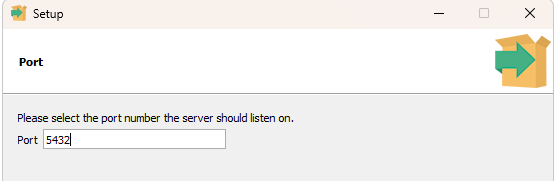 Setup
Port
Please select the port number the server should listen on.
Port 5432